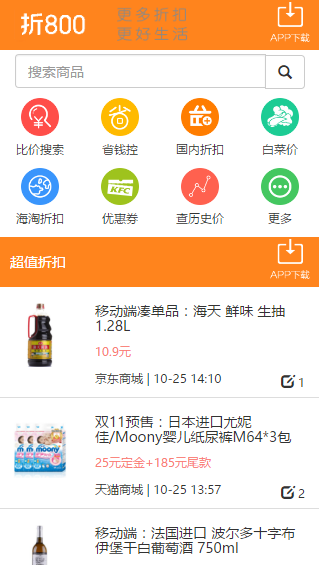 折800
更多折扣
更好生活
APP下载
搜索商品
省
KFC
比价搜索
省钱控
国内折扣
白菜价
海淘折扣
优惠券
查历史价
更多
超值折扣
APP下载
移动端凑单品：海天 鲜味 生抽
1.28L
10.9元
京东商城 | 10-25 14:10
1
双11预售：日本进口尤妮
佳/Moony婴儿纸尿裤M64*3包
moony
25元定金+185元尾款
天猫商城 | 10-25 13:57
2
移动端：法国进口 波尔多十字布
伊堡干白葡萄酒 750ml